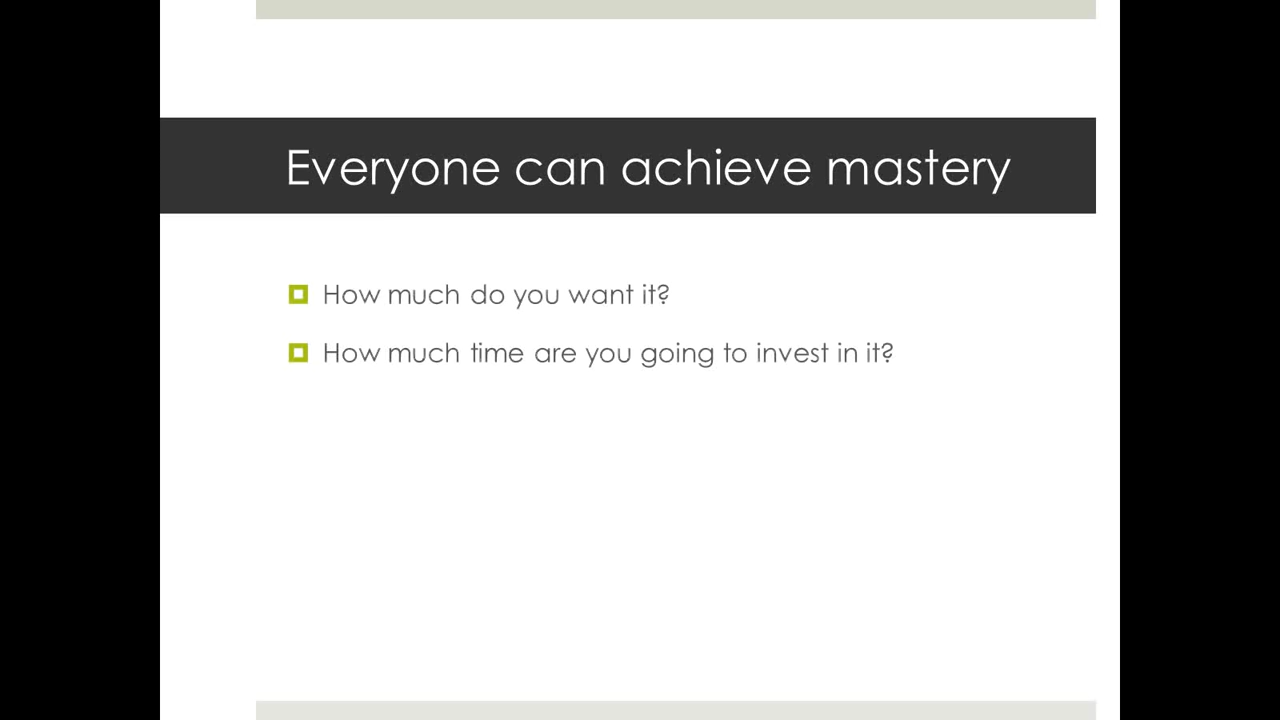 Everyone can achieve mastery
How much do you want it?
How much time are you going to invest in it?